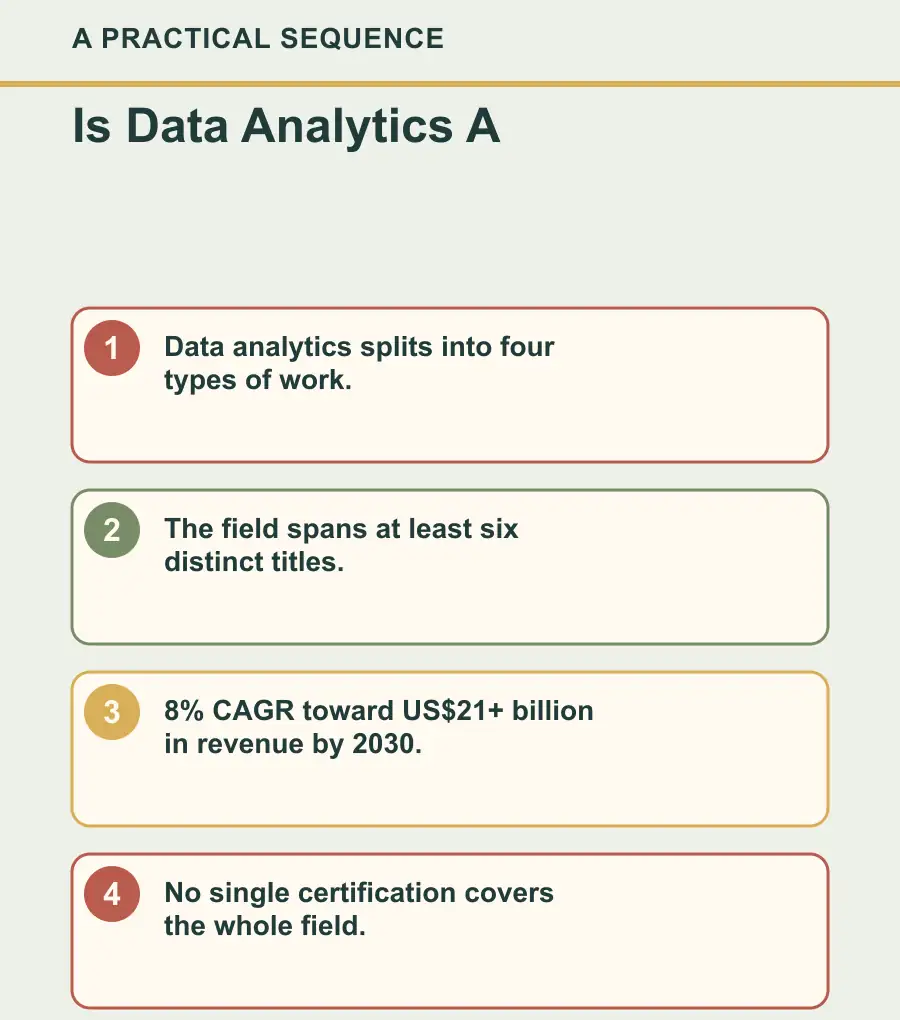 A PRACTICAL SEQUENCE
Is Data Analytics A
1
Data analytics splits into four
types of work.
2
The field spans at least six
distinct titles.
3
8% CAGR toward US$21+ billion
in revenue by 2030.
4
No single certification covers
the whole field.